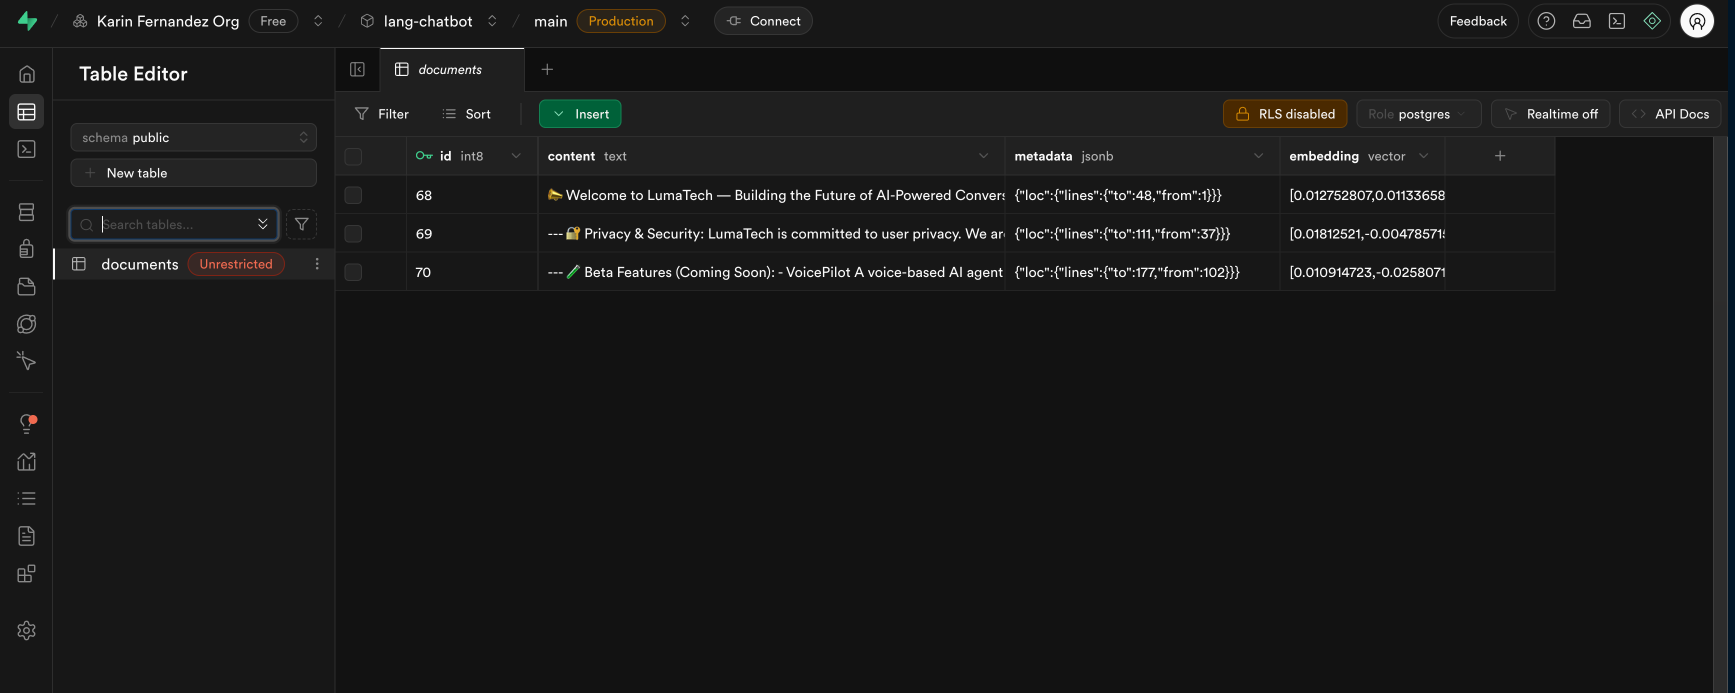 Karin Fernandez Org Free / lang-chatbot / main Production Connect Feedback
Table Editor
documents
Filter Sort Insert RLS disabled Role postgres Realtime off API Docs
schema public
New table
Search tables...
documents Unrestricted
id int8 content text metadata jsonb embedding vector
68 Welcome to LumaTech — Building the Future of AI-Powered Convers {"loc":{"lines":{"to":48,"from":1}}} [0.012752807,0.01133658
69 --- 🔐 Privacy & Security: LumaTech is committed to user privacy. We are {"loc":{"lines":{"to":111,"from":37}}} [0.01812521,-0.004785715
70 --- 🧪 Beta Features (Coming Soon): - VoicePilot A voice-based AI agent {"loc":{"lines":{"to":177,"from":102}}} [0.010914723,-0.0258071